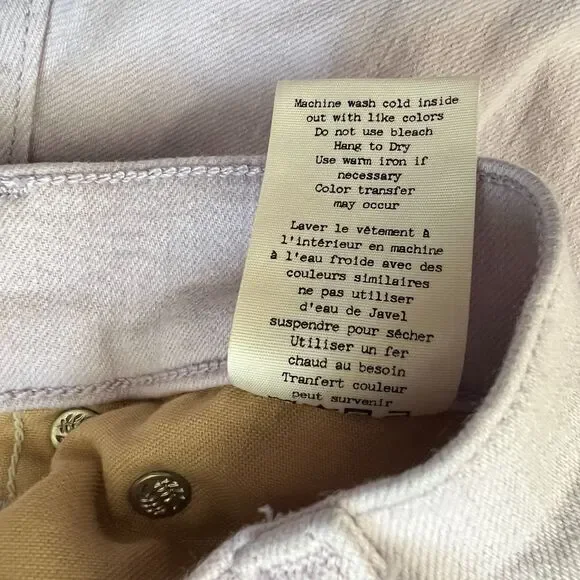 Machine wash cold inside
out with like colors
Do not use bleach
Hang to Dry
Use warm iron if
necessary
Color transfer
may occur
Laver le vêtement à
l'intérieur en machine
à l'eau froide avec des
couleurs similaires
ne pas utiliser
d'eau de Javel
suspendre pour sécher
Utiliser un fer
chaud au besoin
Tranfert couleur
peut survenir